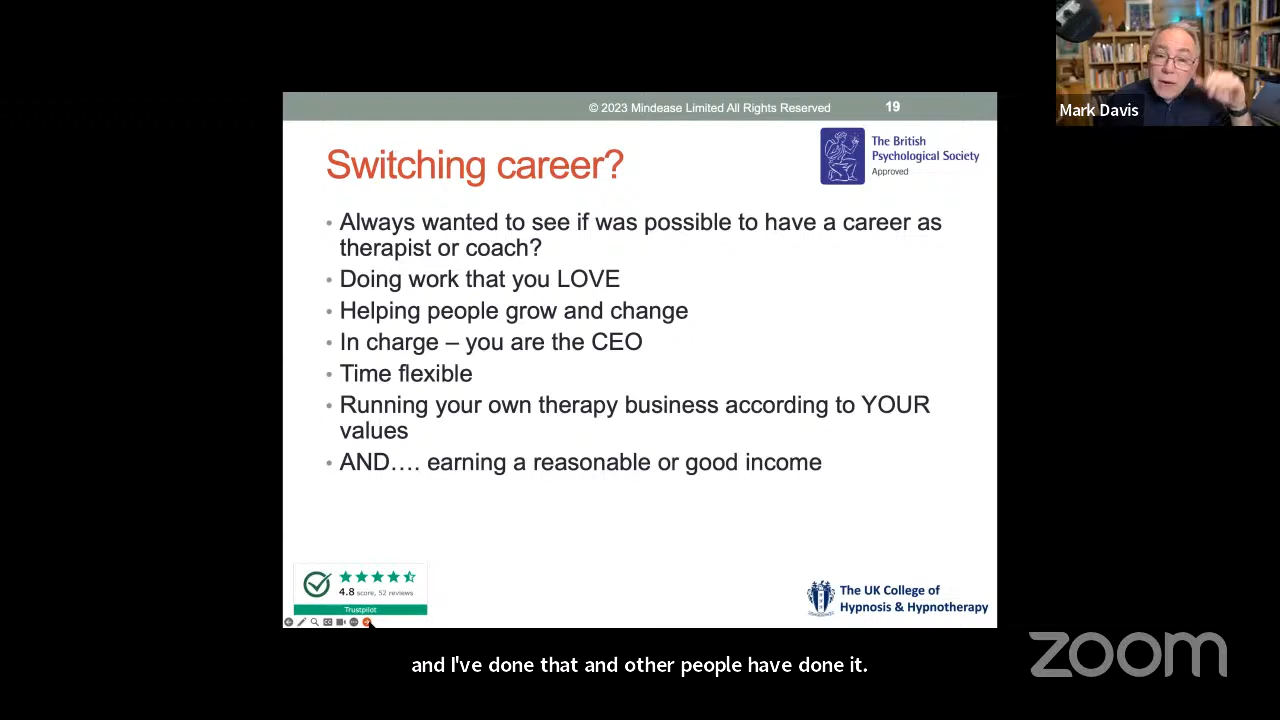 © 2023 Mindease Limited All Rights Reserved 19
Mark Davis
Switching career?
The British
Psychological Society
Approved
• Always wanted to see if was possible to have a career as
therapist or coach?
• Doing work that you LOVE
• Helping people grow and change
• In charge – you are the CEO
• Time flexible
• Running your own therapy business according to YOUR
values
• AND…. earning a reasonable or good income
4.8 score, 52 reviews
Trustpilot
The UK College of
Hypnosis & Hypnotherapy
and I've done that and other people have done it.
zoom